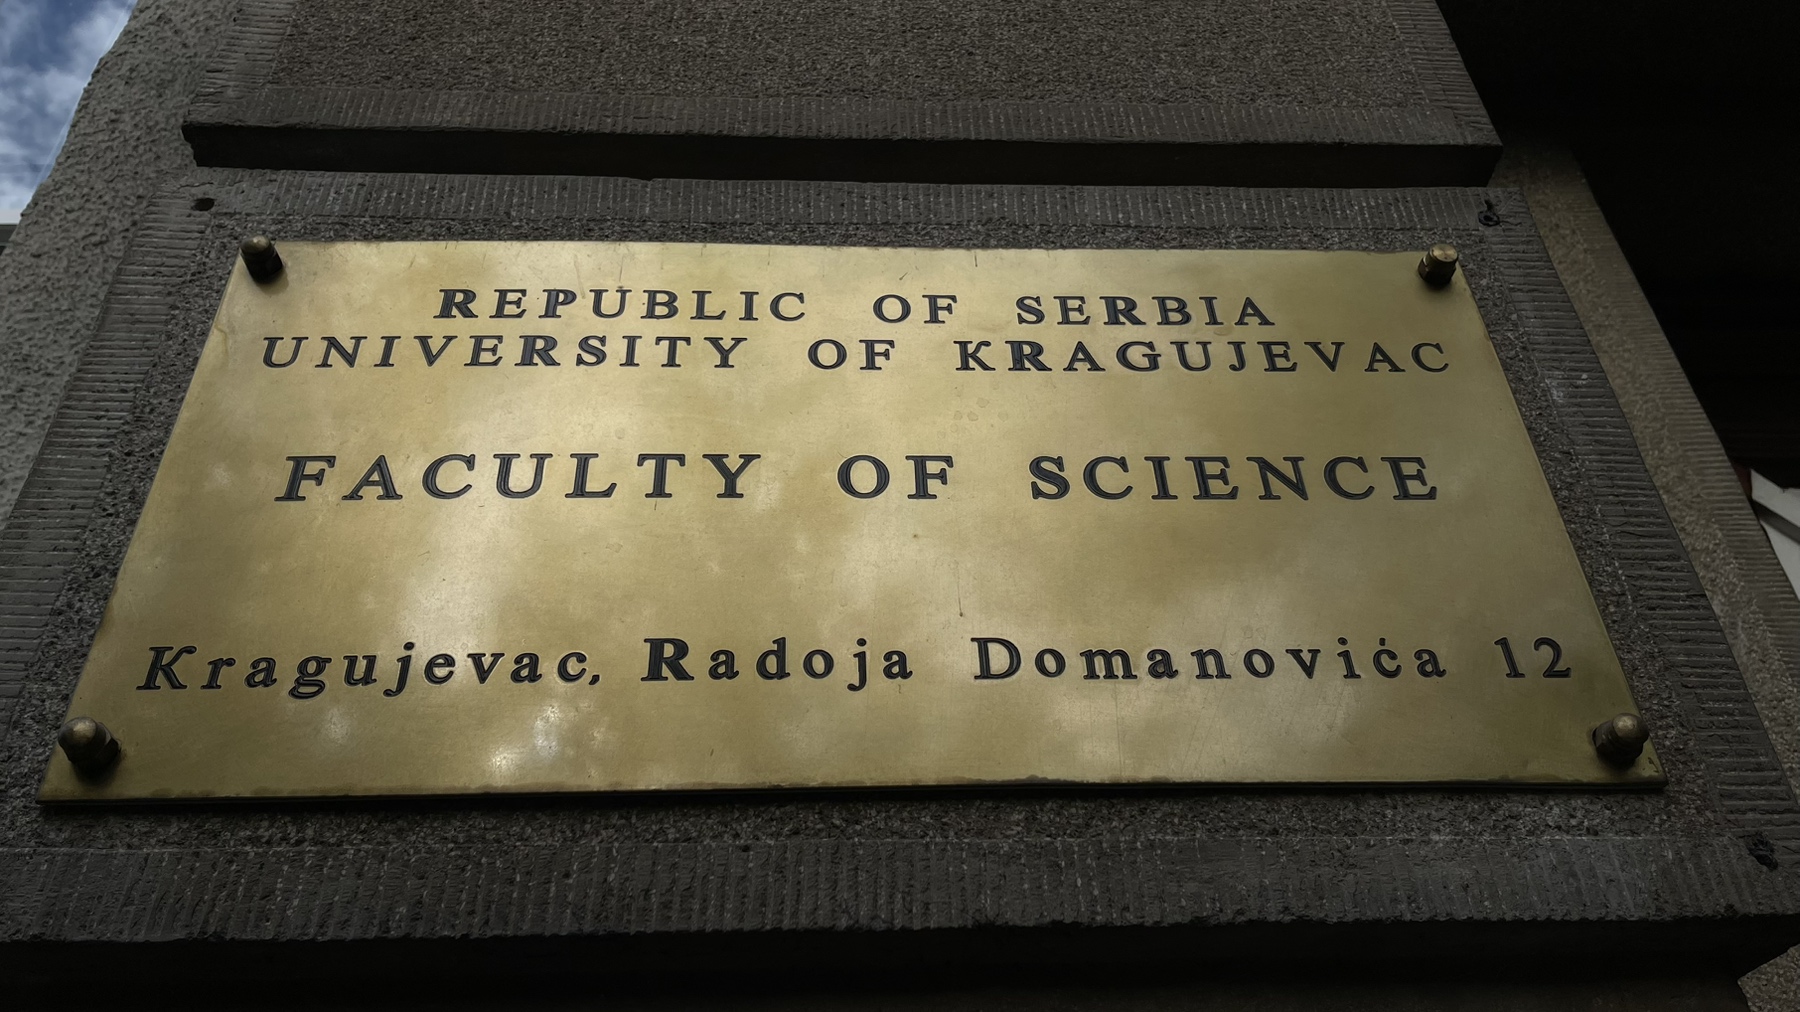 REPUBLIC OF SERBIA
UNIVERSITY OF KRAGUJEVAC
FACULTY OF SCIENCE
Kragujevac, Radoja Domanovića 12